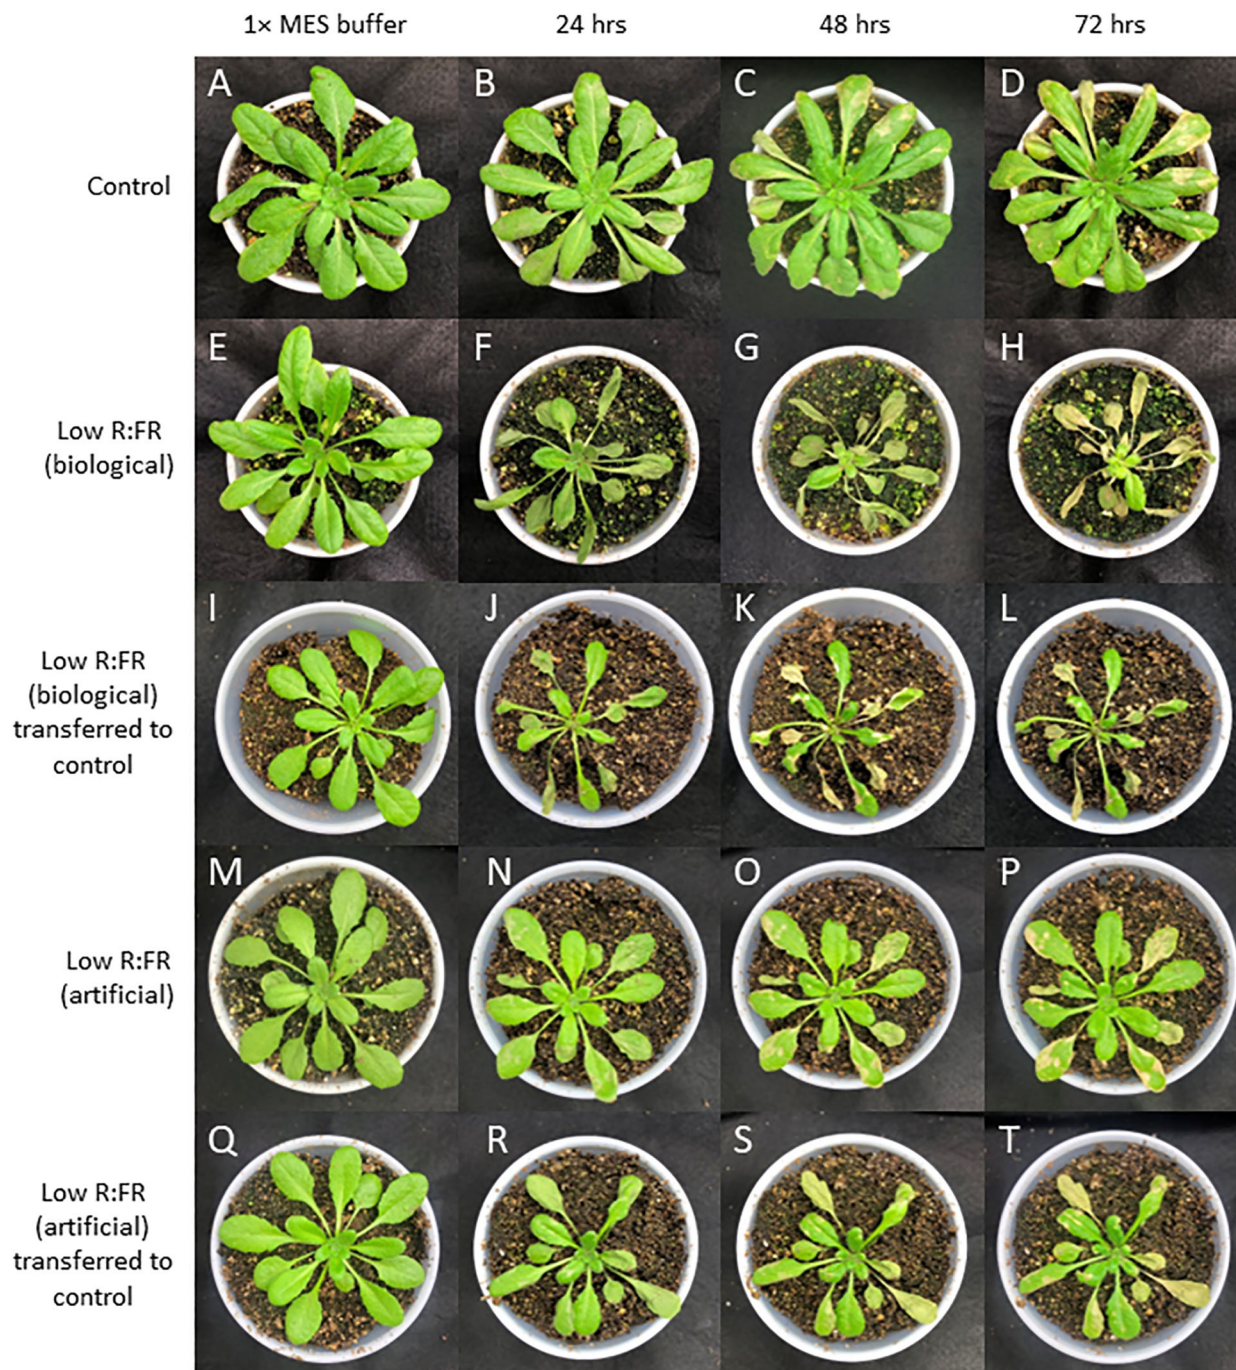 1× MES buffer 24 hrs 48 hrs 72 hrs
A B C D
Control
E F G H
Low R:FR
(biological)
I J K L
Low R:FR
(biological)
transferred to
control
M N O P
Low R:FR
(artificial)
Q R S T
Low R:FR
(artificial)
transferred to
control